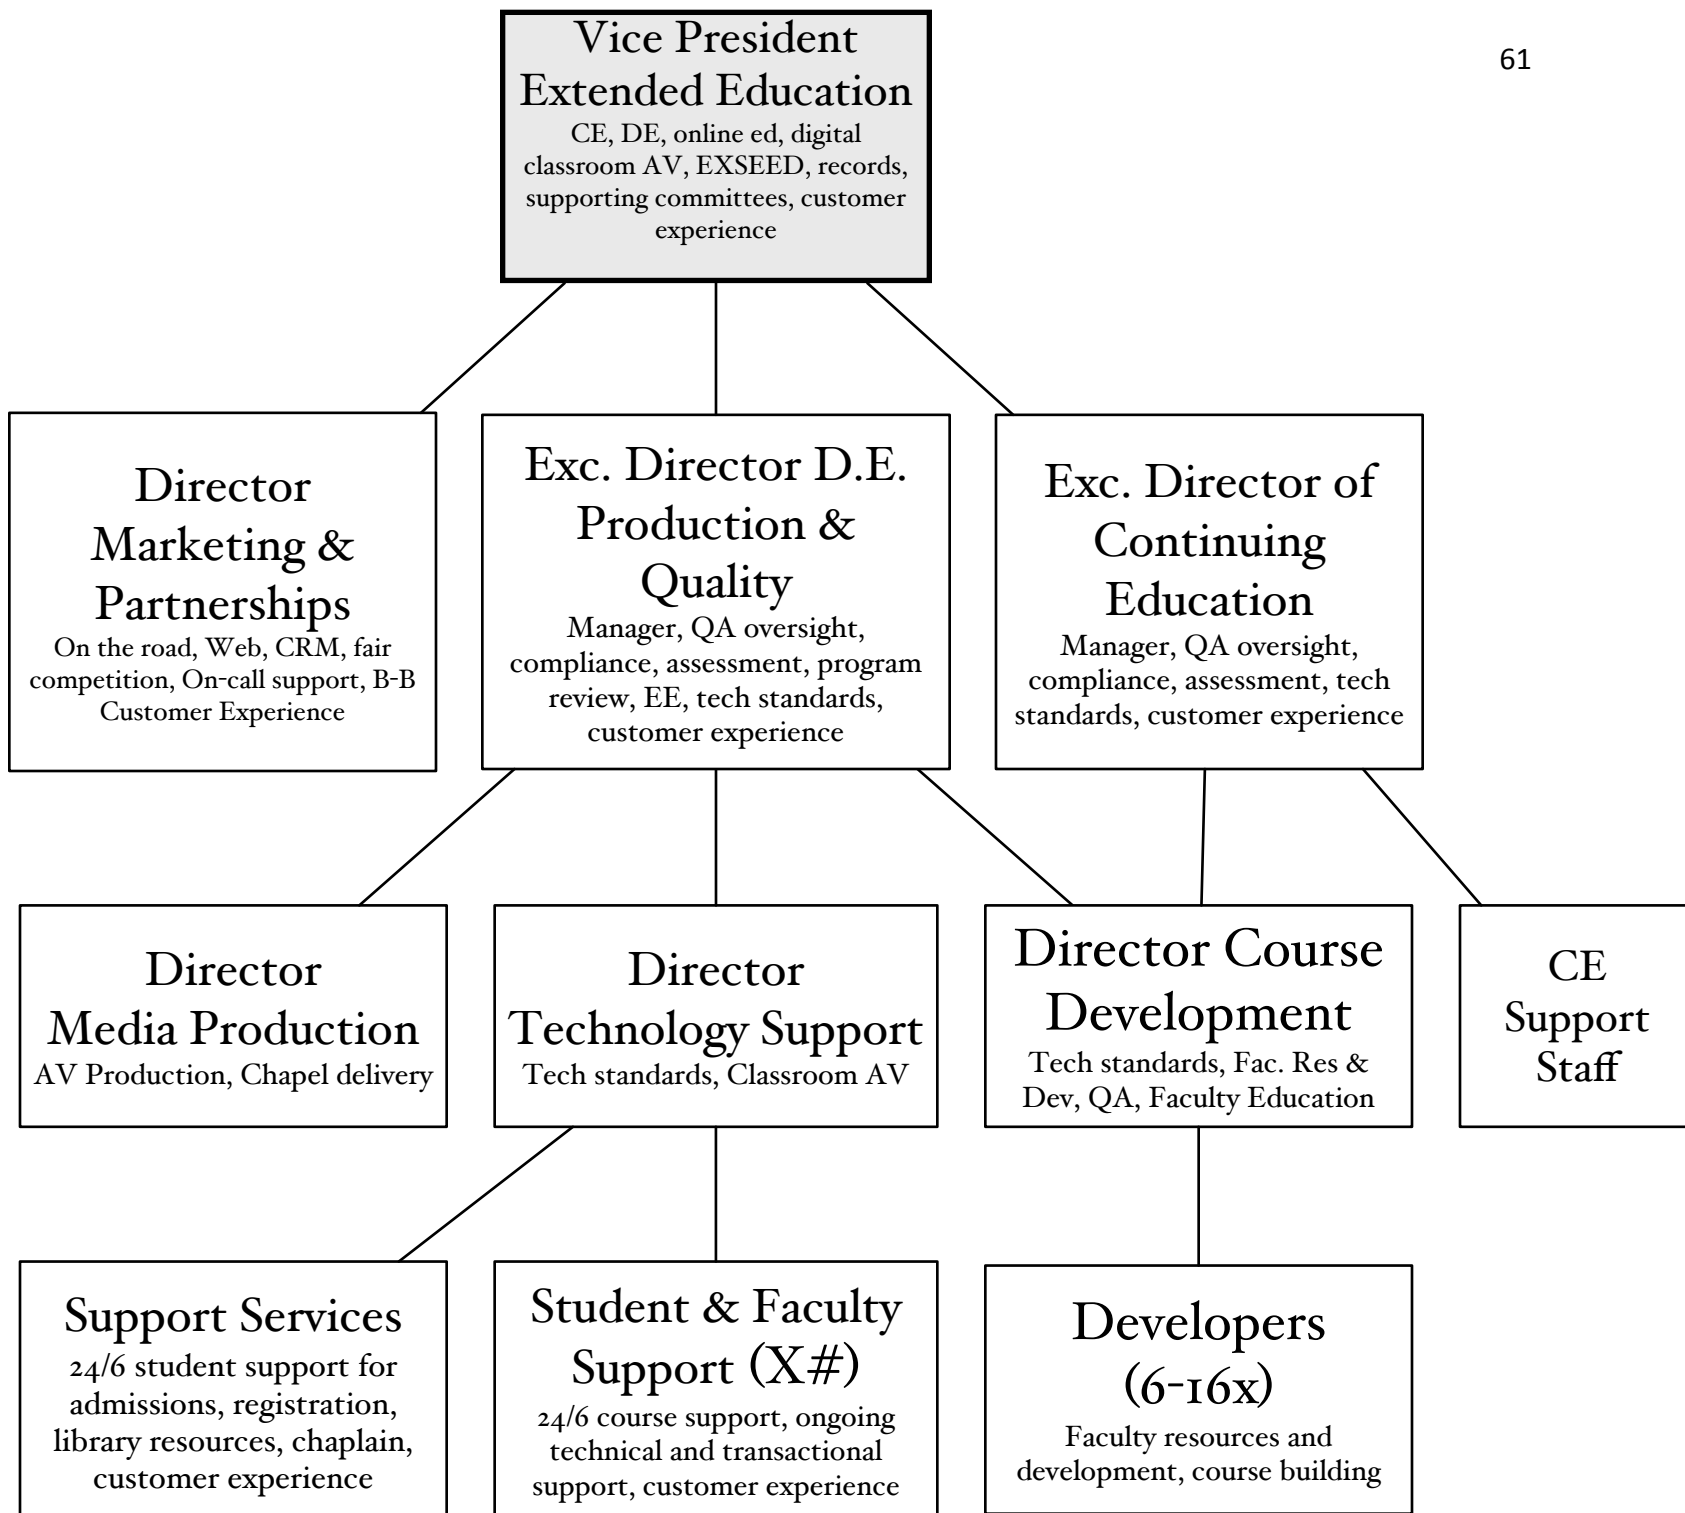 61
Vice President
Extended Education
CE, DE, online ed, digital
classroom AV, EXSEED, records,
supporting committees, customer
experience
Director
Marketing &
Partnerships
On the road, Web, CRM, fair
competition, On-call support, B-B
Customer Experience
Exc. Director D.E.
Production &
Quality
Manager, QA oversight,
compliance, assessment, program
review, EE, tech standards,
customer experience
Exc. Director of
Continuing
Education
Manager, QA oversight,
compliance, assessment, tech
standards, customer experience
Director
Media Production
AV Production, Chapel delivery
Director
Technology Support
Tech standards, Classroom AV
Director Course
Development
Tech standards, Fac. Res &
Dev, QA, Faculty Education
CE
Support
Staff
Support Services
24/6 student support for
admissions, registration,
library resources, chaplain,
customer experience
Student & Faculty
Support (X#)
24/6 course support, ongoing
technical and transactional
support, customer experience
Developers
(6-16x)
Faculty resources and
development, course building